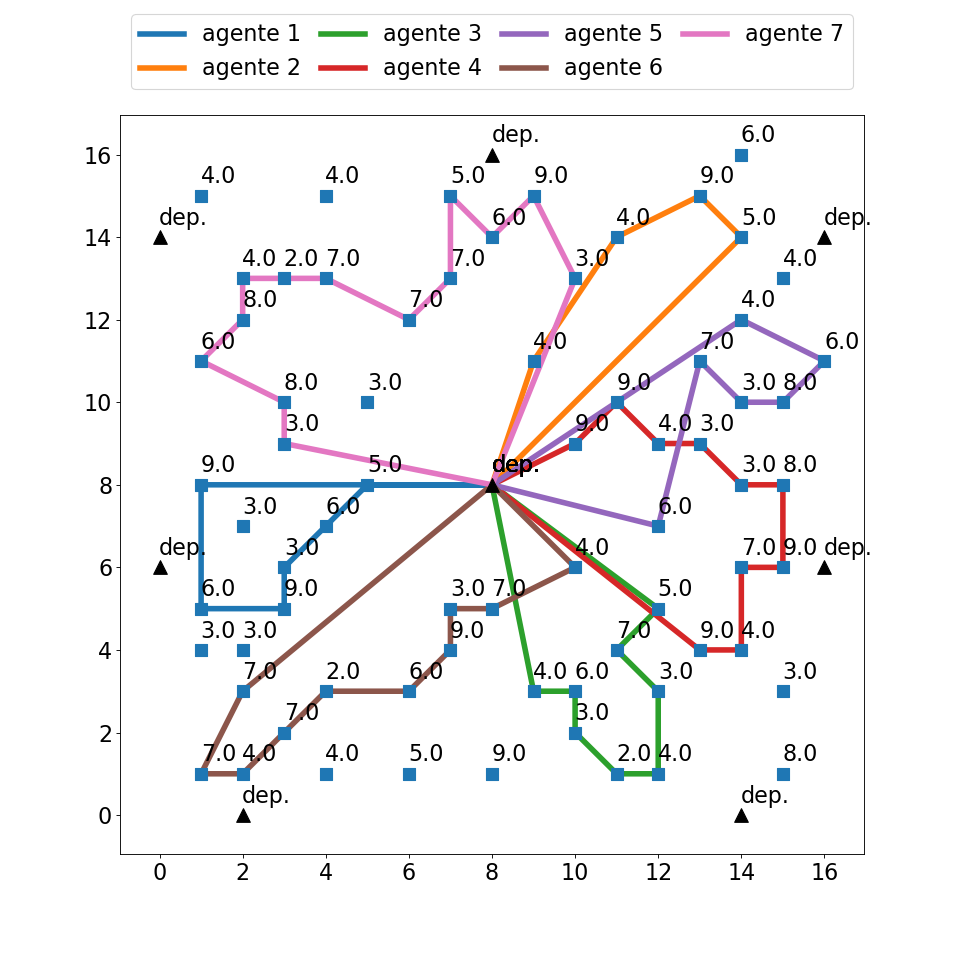 agente 1 agente 3 agente 5 agente 7
agente 2 agente 4 agente 6
dep. 6.0
16
4.0 4.0 5.0 9.0 9.0
dep. 6.0 4.0 5.0 dep.
14
4.0 2.0 7.0 7.0 3.0 4.0
8.0 7.0 4.0
12
6.0 4.0 7.0 6.0
8.0 3.0 9.0 3.0 8.0
10
3.0 9.0 4.0 3.0
9.0 5.0 dep. dep. 3.0 8.0
8
3.0 6.0 6.0
dep. 3.0 4.0 7.0 9.0 dep.
6
6.0 9.0 3.0 7.0 5.0
3.0 3.0 9.0 7.0 9.0 4.0
4
7.0 2.0 6.0 4.0 6.0 3.0 3.0
7.0 3.0
2
7.0 4.0 4.0 5.0 9.0 2.0 4.0 8.0
dep. dep.
0
0 2 4 6 8 10 12 14 16